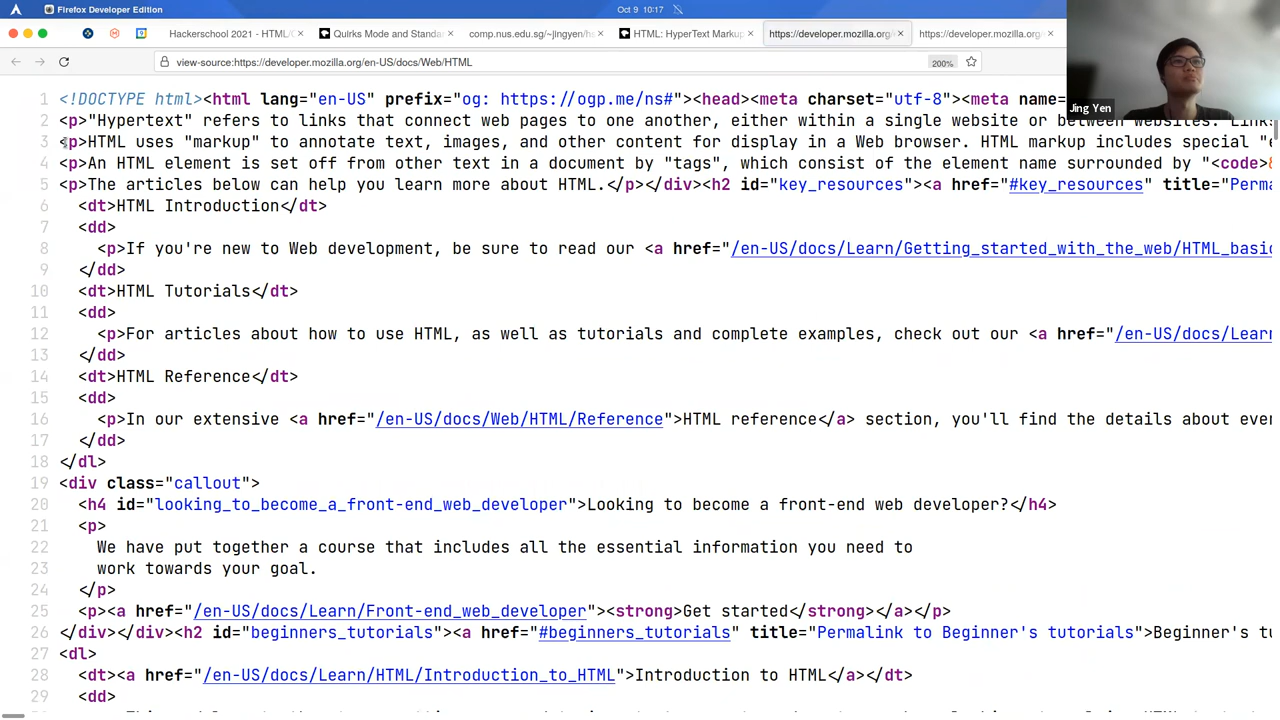 Firefox Developer Edition
Oct 9 10:17
Hackerschool 2021 - HTML/C
Quirks Mode and Standa
comp.nus.edu.sg/~jingyen/hs
HTML: HyperText Markup
https://developer.mozilla.org/
https://developer.mozilla.org/
view-source:https://developer.mozilla.org/en-US/docs/Web/HTML
200%
Jing Yen
1 <!DOCTYPE html><html lang="en-US" prefix="og: https://ogp.me/ns#"><head><meta charset="utf-8"><meta name=
2 <p>"Hypertext" refers to links that connect web pages to one another, either within a single website or between websites. Links
3 <p>HTML uses "markup" to annotate text, images, and other content for display in a Web browser. HTML markup includes special "e
4 <p>An HTML element is set off from other text in a document by "tags", which consist of the element name surrounded by "<code>&
5 <p>The articles below can help you learn more about HTML.</p></div><h2 id="key_resources"><a href="#key_resources" title="Perma
6 <dt>HTML Introduction</dt>
7 <dd>
8 <p>If you're new to Web development, be sure to read our <a href="/en-US/docs/Learn/Getting_started_with_the_web/HTML_basic
9 </dd>
10 <dt>HTML Tutorials</dt>
11 <dd>
12 <p>For articles about how to use HTML, as well as tutorials and complete examples, check out our <a href="/en-US/docs/Learn
13 </dd>
14 <dt>HTML Reference</dt>
15 <dd>
16 <p>In our extensive <a href="/en-US/docs/Web/HTML/Reference">HTML reference</a> section, you'll find the details about ever
17 </dd>
18 </dl>
19 <div class="callout">
20 <h4 id="looking_to_become_a_front-end_web_developer">Looking to become a front-end web developer?</h4>
21 <p>
22 We have put together a course that includes all the essential information you need to
23 work towards your goal.
24 </p>
25 <p><a href="/en-US/docs/Learn/Front-end_web_developer"><strong>Get started</strong></a></p>
26 </div></div><h2 id="beginners_tutorials"><a href="#beginners_tutorials" title="Permalink to Beginner's tutorials">Beginner's tu
27 <dl>
28 <dt><a href="/en-US/docs/Learn/HTML/Introduction_to_HTML">Introduction to HTML</a></dt>
29 <dd>